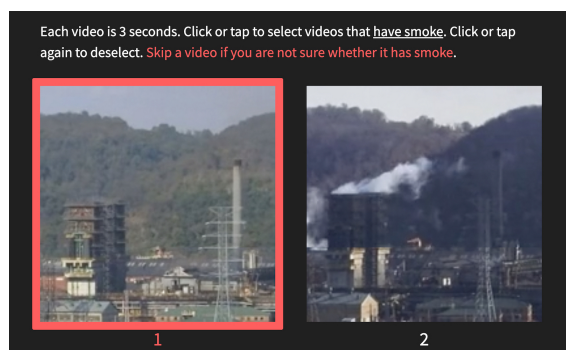 Each video is 3 seconds. Click or tap to select videos that have smoke. Click or tap
again to deselect. Skip a video if you are not sure whether it has smoke.
1
2